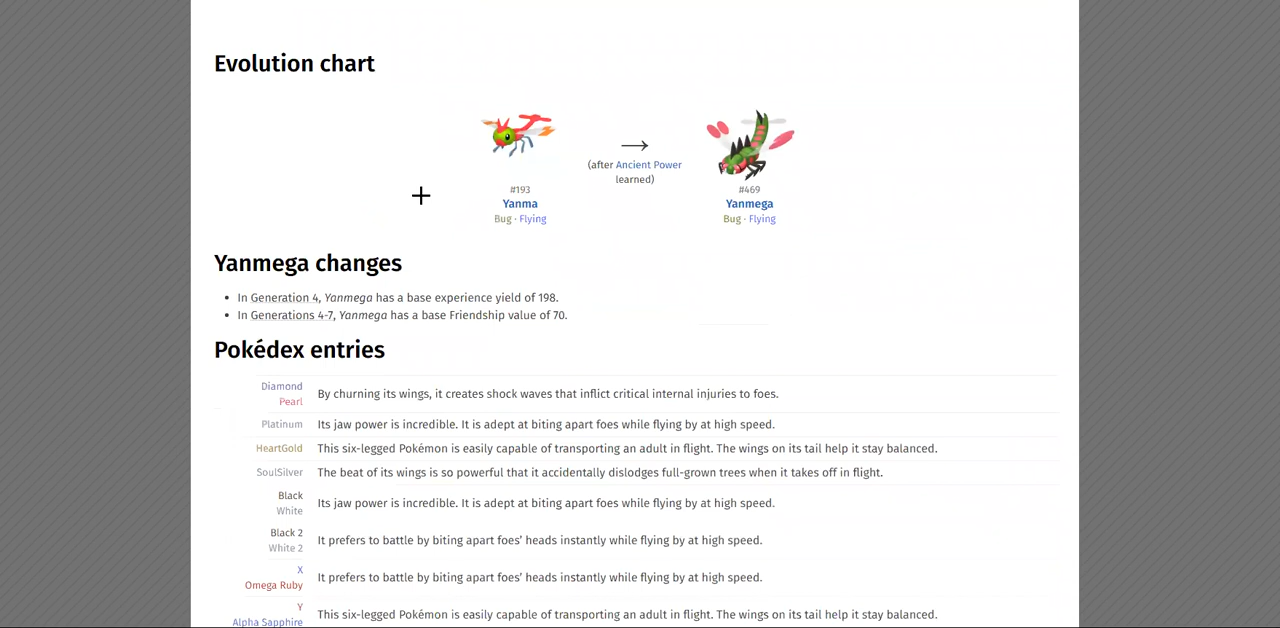 Evolution chart
→
(after Ancient Power
learned)
#193
Yanma
Bug · Flying
#469
Yanmega
Bug · Flying
Yanmega changes
• In Generation 4, Yanmega has a base experience yield of 198.
• In Generations 4-7, Yanmega has a base Friendship value of 70.
Pokédex entries
Diamond
Pearl
By churning its wings, it creates shock waves that inflict critical internal injuries to foes.
Platinum
Its jaw power is incredible. It is adept at biting apart foes while flying by at high speed.
HeartGold
This six-legged Pokémon is easily capable of transporting an adult in flight. The wings on its tail help it stay balanced.
SoulSilver
The beat of its wings is so powerful that it accidentally dislodges full-grown trees when it takes off in flight.
Black
White
Its jaw power is incredible. It is adept at biting apart foes while flying by at high speed.
Black 2
White 2
It prefers to battle by biting apart foes’ heads instantly while flying by at high speed.
X
Omega Ruby
It prefers to battle by biting apart foes’ heads instantly while flying by at high speed.
Y
Alpha Sapphire
This six-legged Pokémon is easily capable of transporting an adult in flight. The wings on its tail help it stay balanced.